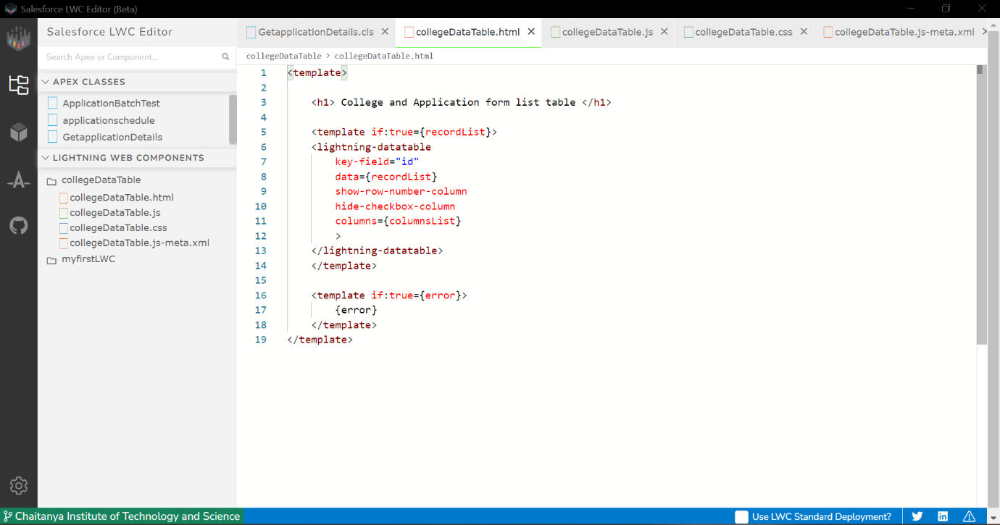 Salesforce LWC Editor (Beta)
Salesforce LWC Editor
Search Apex or Component...
APEX CLASSES
ApplicationBatchTest
applicationschedule
GetapplicationDetails
LIGHTNING WEB COMPONENTS
collegeDataTable
collegeDataTable.html
collegeDataTable.js
collegeDataTable.css
collegeDataTable.js-meta.xml
myfirstLWC
GetapplicationDetails.cls collegeDataTable.html collegeDataTable.js collegeDataTable.css collegeDataTable.js-meta.xml
collegeDataTable > collegeDataTable.html
1 <template>
2
3 <h1> College and Application form list table </h1>
4
5 <template if:true={recordList}>
6 <lightning-datatable
7 key-field="id"
8 data={recordList}
9 show-row-number-column
10 hide-checkbox-column
11 columns={columnsList}
12 >
13 </lightning-datatable>
14 </template>
15
16 <template if:true={error}>
17 {error}
18 </template>
19 </template>
Chaitanya Institute of Technology and Science
Use LWC Standard Deployment?